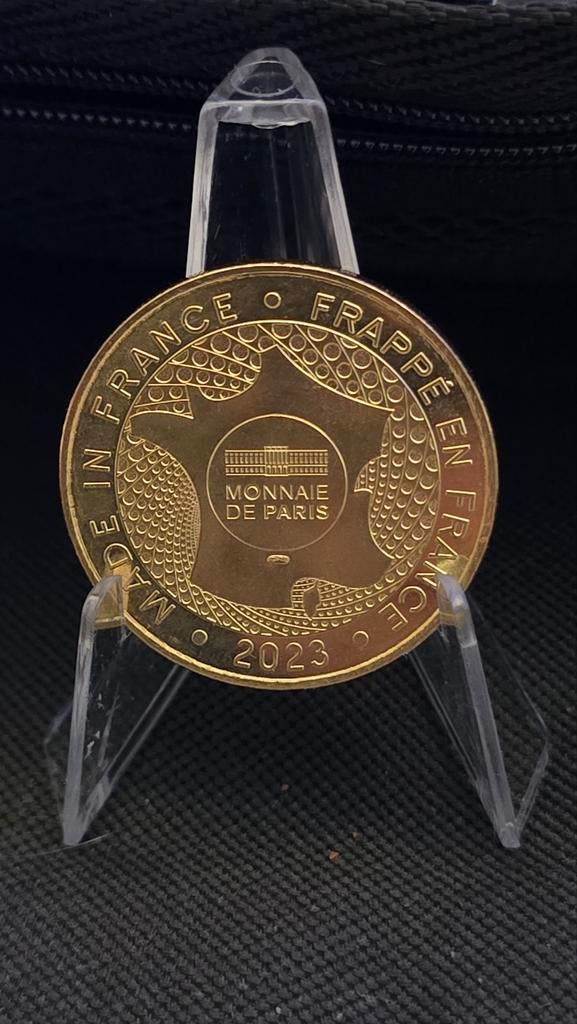 MADE IN FRANCE
FRAPPÉ EN FRANCE
MONNAIE
DE PARIS
2023